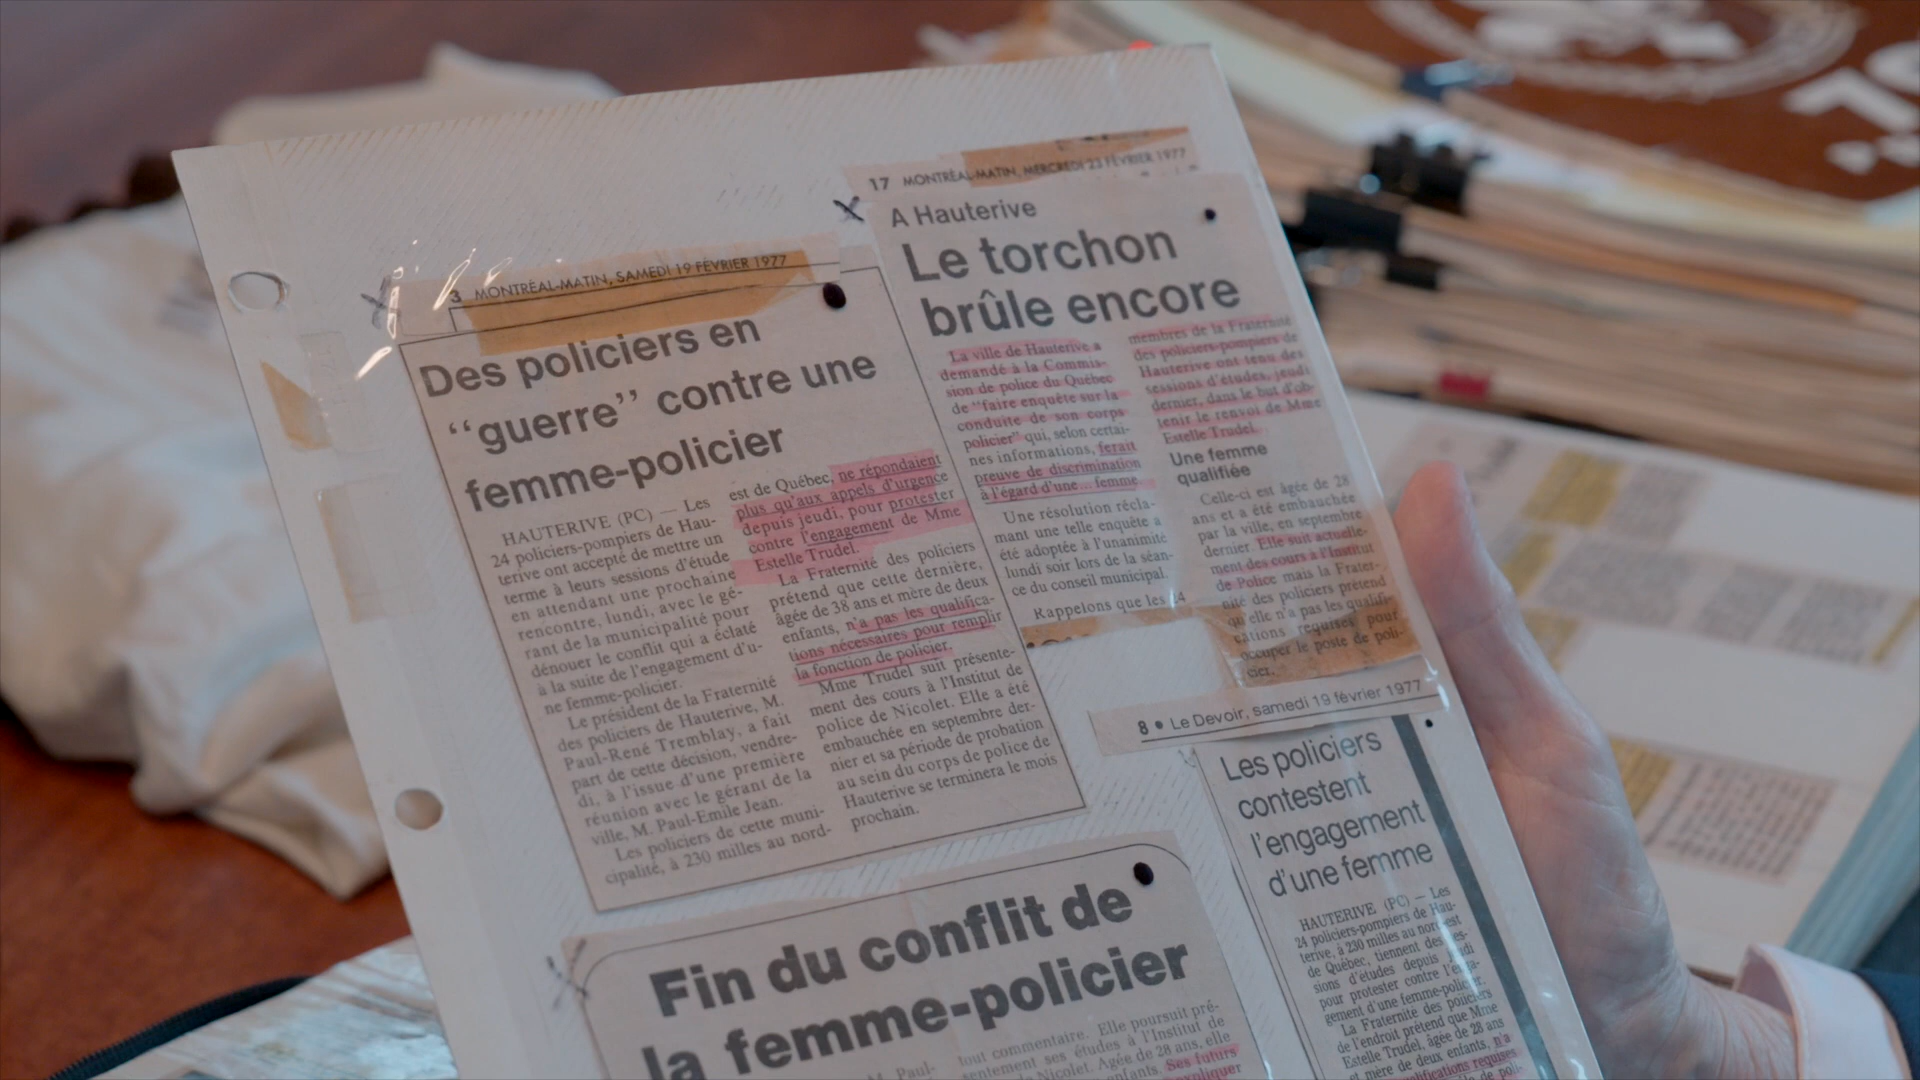 3 MONTRÉAL-MATIN, SAMEDI 19 FÉVRIER 1977
Des policiers en
“guerre” contre une
femme-policier
HAUTERIVE (PC) — Les
24 policiers-pompiers de Hau-
terive ont accepté de mettre un
terme à leurs sessions d'étude
en attendant une prochaine
rencontre, lundi, avec le gé-
rant de la municipalité pour
dénouer le conflit qui a éclaté
à la suite de l'engagement d'u-
ne femme-policier.
Le président de la Fraternité
des policiers de Hauterive, M.
Paul-René Tremblay, a fait
part de cette décision, vendre-
di, à l'issue d'une première
réunion avec le gérant de la
ville, M. Paul-Emile Jean.
Les policiers de cette muni-
cipalité, à 230 milles au nord-
est de Québec, ne répondaient
plus qu'aux appels d'urgence
depuis jeudi, pour protester
contre l'engagement de Mme
Estelle Trudel.
La Fraternité des policiers
prétend que cette dernière,
âgée de 38 ans et mère de deux
enfants, n'a pas les qualifica-
tions nécessaires pour remplir
la fonction de policier.
Mme Trudel suit présente-
ment des cours à l'Institut de
police de Nicolet. Elle a été
embauchée en septembre der-
nier et sa période de probation
au sein du corps de police de
Hauterive se terminera le mois
prochain.
17 MONTRÉAL-MATIN, MERCREDI 23 FÉVRIER 1977
A Hauterive
Le torchon
brûle encore
La ville de Hauterive a
demandé à la Commis-
sion de police du Québec
de “faire enquête sur la
conduite de son corps
policier” qui, selon certai-
nes informations, ferait
preuve de discrimination
à l'égard d'une... femme.
Une résolution récla-
mant une telle enquête a
été adoptée à l'unanimité
lundi soir lors de la séan-
ce du conseil municipal.
Rappelons que les 24
membres de la Fraternité
des policiers-pompiers de
Hauterive ont tenu des
sessions d'études, jeudi
dernier, dans le but d'ob-
tenir le renvoi de Mme
Estelle Trudel.
Une femme
qualifiée
Celle-ci est âgée de 28
ans et a été embauchée
par la ville, en septembre
dernier. Elle suit actuelle-
ment des cours à l'Institut
de Police mais la Frater-
nité des policiers prétend
qu'elle n'a pas les qualifi-
cations requises pour
occuper le poste de poli-
cier.
8 • Le Devoir, samedi 19 février 1977
Les policiers
contestent
l'engagement
d'une femme
HAUTERIVE (PC) — Les
24 policiers-pompiers de Hau-
terive, à 230 milles au nord-est
de Québec, tiennent des ses-
sions d'études depuis jeudi
pour protester contre l'enga-
gement d'une femme-policier.
La Fraternité des policiers
de l'endroit prétend que Mme
Estelle Trudel, âgée de 28 ans
et mère de deux enfants, n'a
qualifications requises
de poli-
Fin du conflit de
la femme-policier
M. Paul-
tout commentaire. Elle poursuit pré-
sentement ses études à l'Institut de
Nicolet. Agée de 28 ans, elle
enfants. Ses futurs
expliquer